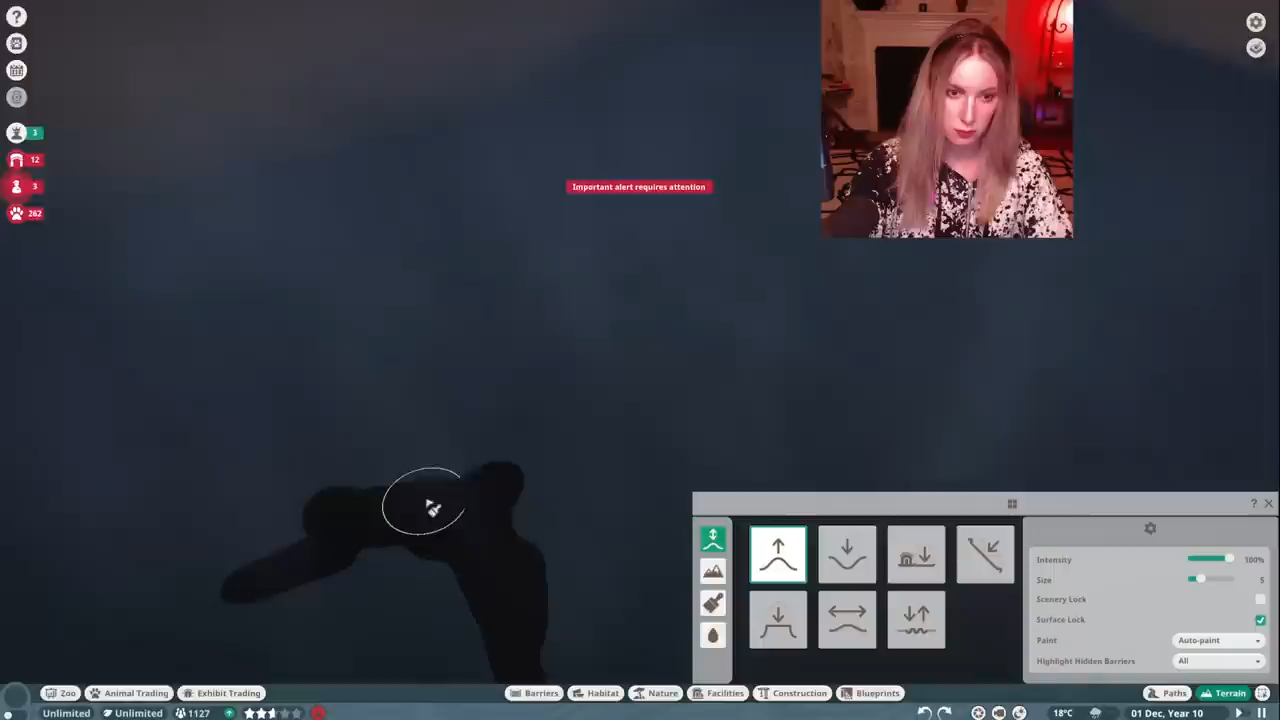 3
12
3
262
Important alert requires attention
?
Intensity 100%
Size 5
Scenery Lock
Surface Lock
Paint Auto-paint
Highlight Hidden Barriers All
Zoo Animal Trading Exhibit Trading Barriers Habitat Nature Facilities Construction Blueprints Paths Terrain
Unlimited Unlimited 1127 18°C 01 Dec, Year 10